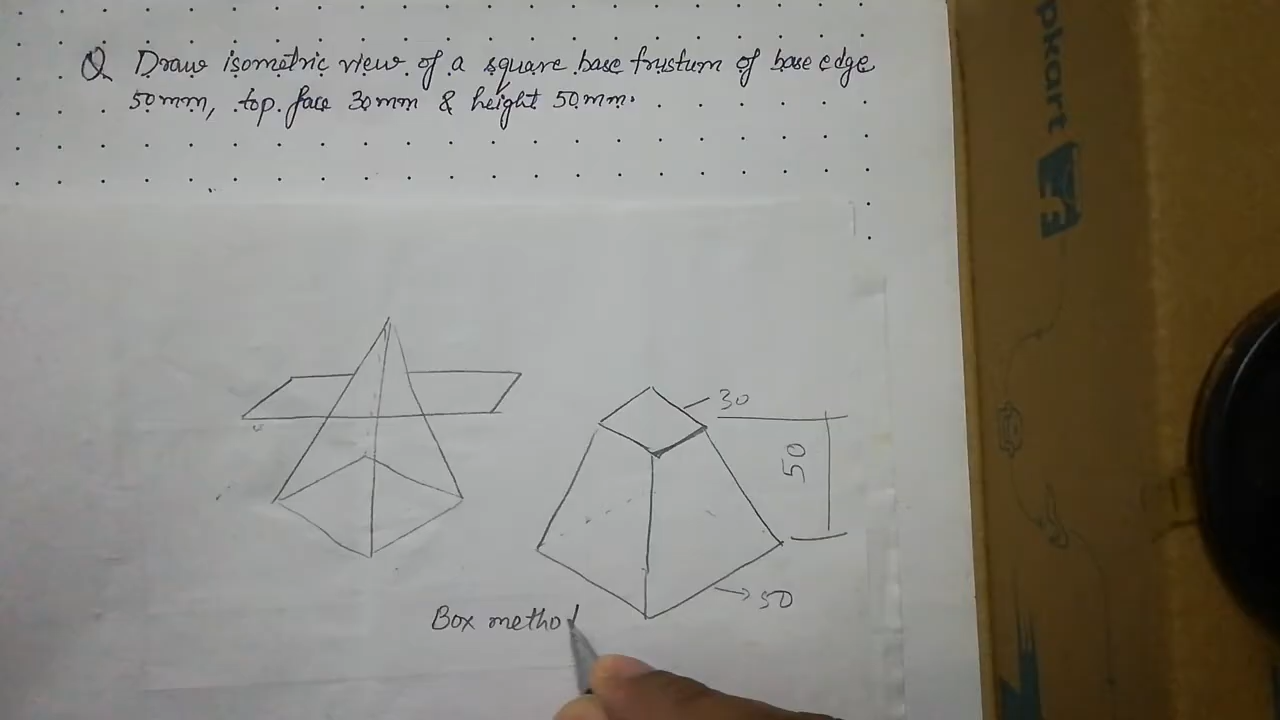 Q Draw isometric view of a square base frustum of base edge
50mm, top face 30mm & height 50mm.
30
50
50
Box method
pkart